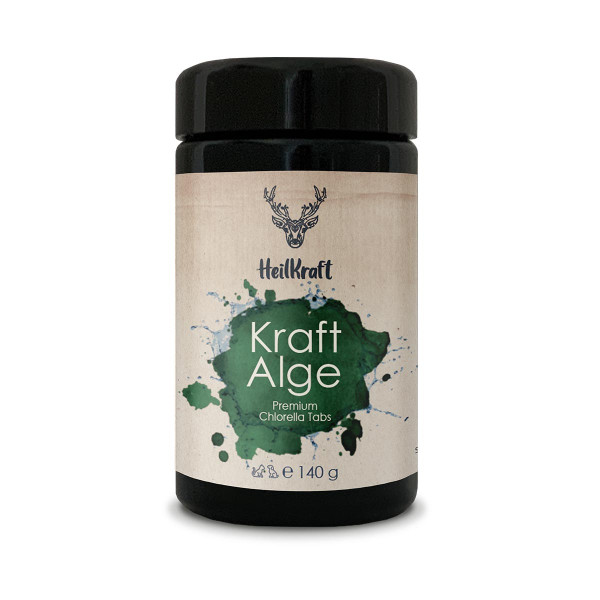 HeilKraft
Kraft
Alge
Premium
Chlorella Tabs
℮ 140 g